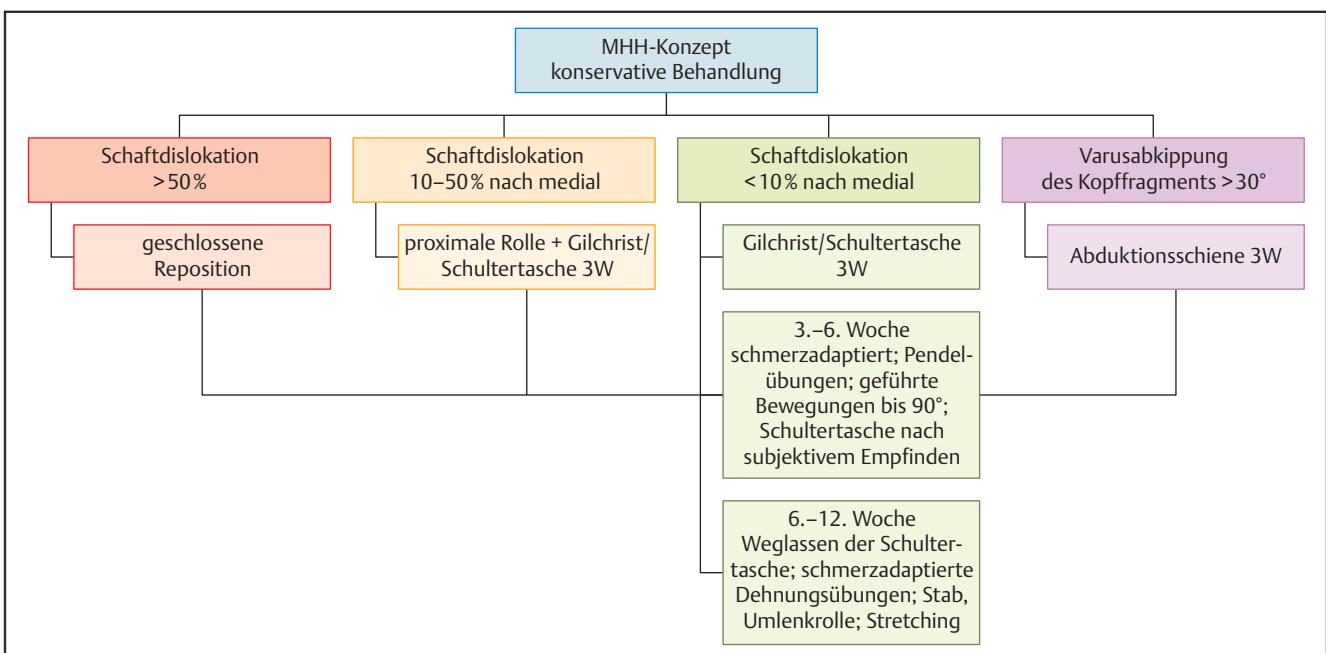 MHH-Konzept
konservative Behandlung
Schaftdislokation
>50%
Schaftdislokation
10–50% nach medial
Schaftdislokation
<10% nach medial
Varusabkippung
des Kopffragments >30°
geschlossene
Reposition
proximale Rolle + Gilchrist/
Schultertasche 3W
Gilchrist/Schultertasche
3W
Abduktionsschiene 3W
3.–6. Woche
schmerzadaptiert; Pendel-
übungen; geführte
Bewegungen bis 90°;
Schultertasche nach
subjektivem Empfinden
6.–12. Woche
Weglassen der Schulter-
tasche; schmerzadaptierte
Dehnungsübungen; Stab,
Umlenkrolle; Stretching